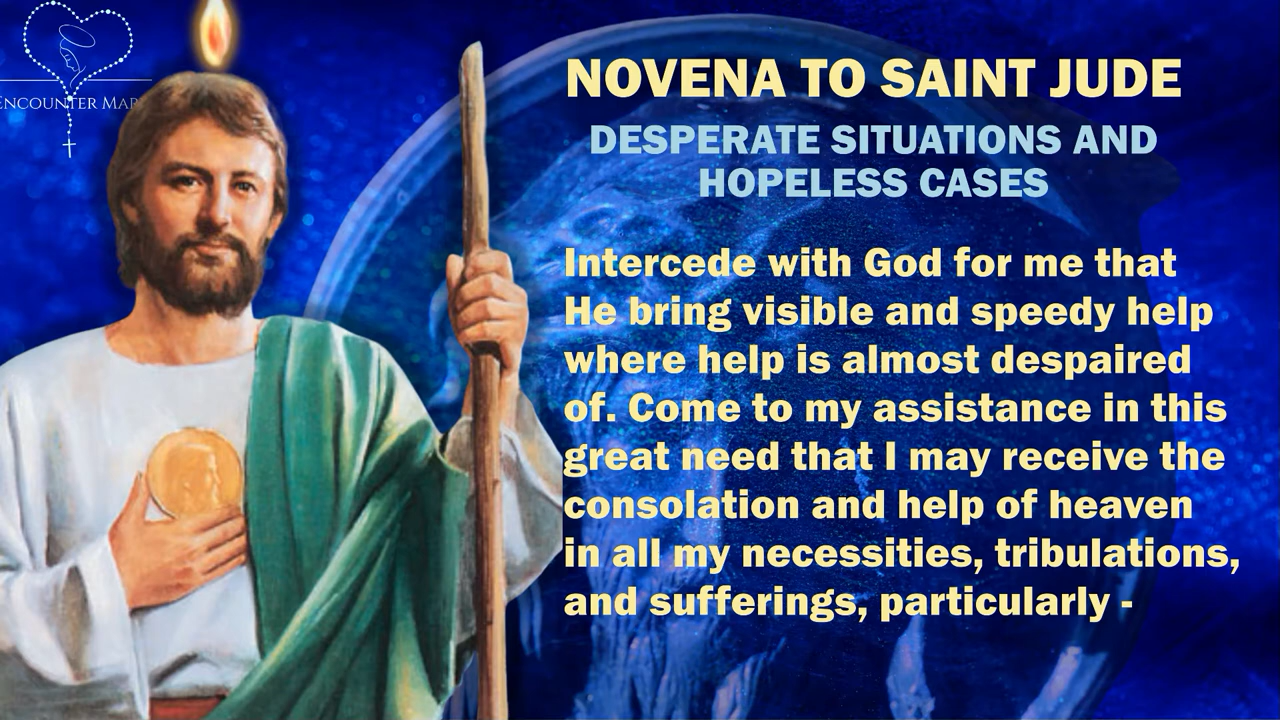 ENCOUNTER MAR
NOVENA TO SAINT JUDE
DESPERATE SITUATIONS AND
HOPELESS CASES
Intercede with God for me that
He bring visible and speedy help
where help is almost despaired
of. Come to my assistance in this
great need that I may receive the
consolation and help of heaven
in all my necessities, tribulations,
and sufferings, particularly -